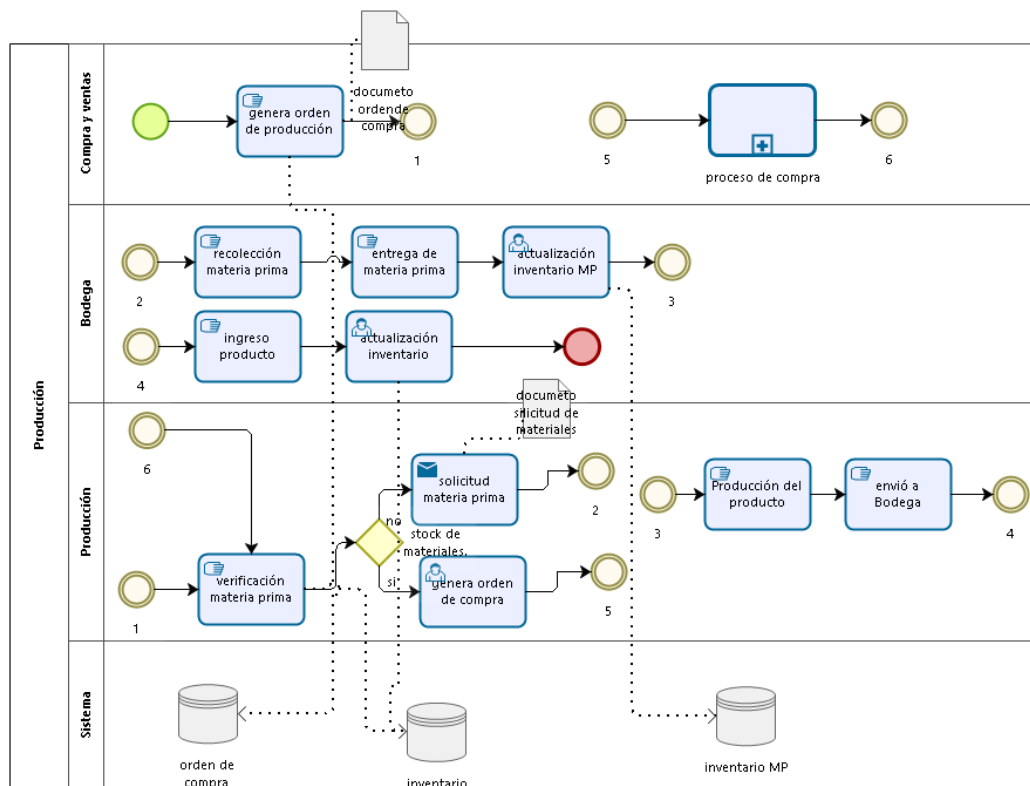 Producción
Compra y ventas
genera orden
de producción
documeto
ordende
compra
1
5
proceso de compra
6
Bodega
recolección
materia prima
entrega de
materia prima
actualización
inventario MP
2
3
ingreso
producto
actualización
inventario
4
Producción
documeto
silicitud de
materiales
6
solicitud
materia prima
2
Producción del
producto
envió a
Bodega
3
4
no
stock de
materiales.
si
verificación
materia prima
genera orden
de compra
1
5
Sistema
orden de
compra
inventario
inventario MP